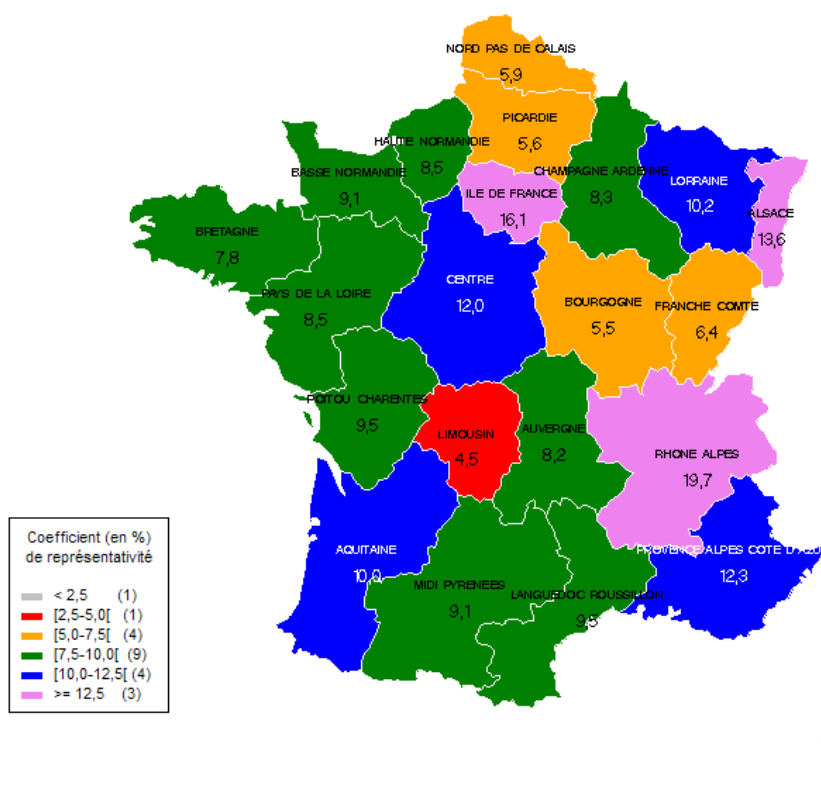 NORD PAS DE CALAIS
5,9
PICARDIE
5,6
HAUTE NORMANDIE
8,5
BASSE NORMANDIE
9,1
CHAMPAGNE ARDENNE
8,3
LORRAINE
10,2
ILE DE FRANCE
16,1
ALSACE
13,6
BRETAGNE
7,8
PAYS DE LA LOIRE
8,5
CENTRE
12,0
BOURGOGNE
5,5
FRANCHE COMTE
6,4
POITOU CHARENTES
9,5
LIMOUSIN
4,5
AUVERGNE
8,2
RHONE ALPES
19,7
AQUITAINE
10,0
MIDI PYRENEES
9,1
LANGUEDOC ROUSSILLON
9,5
PROVENCE ALPES COTE D'AZU
12,3
Coefficient (en %)
de représentativité
< 2,5 (1)
[2,5-5,0[ (1)
[5,0-7,5[ (4)
[7,5-10,0[ (9)
[10,0-12,5[ (4)
>= 12,5 (3)